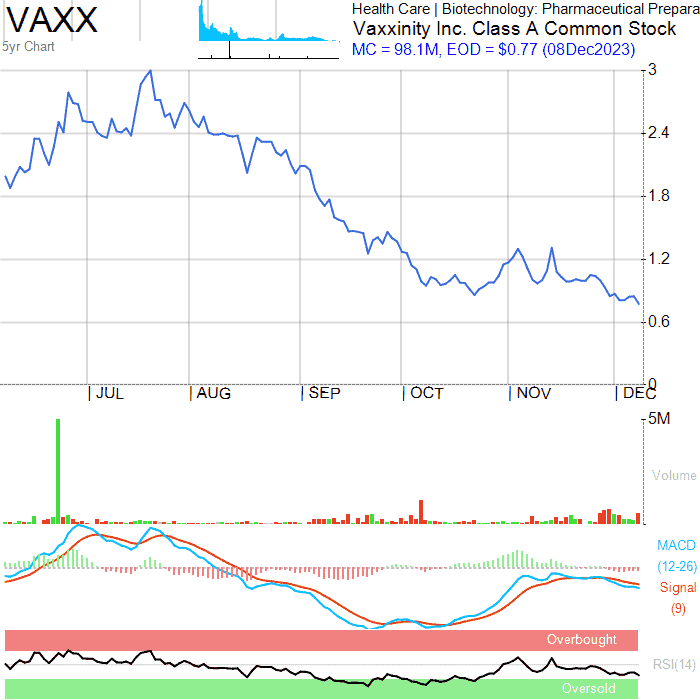 VAXX
5yr Chart
Health Care | Biotechnology: Pharmaceutical Prepara
Vaxxinity Inc. Class A Common Stock
MC = 98.1M, EOD = $0.77 (08Dec2023)
3
2.4
1.8
1.2
0.6
0
JUL AUG SEP OCT NOV DEC
5M
Volume
MACD
(12-26)
Signal
(9)
Overbought
RSI(14)
Oversold